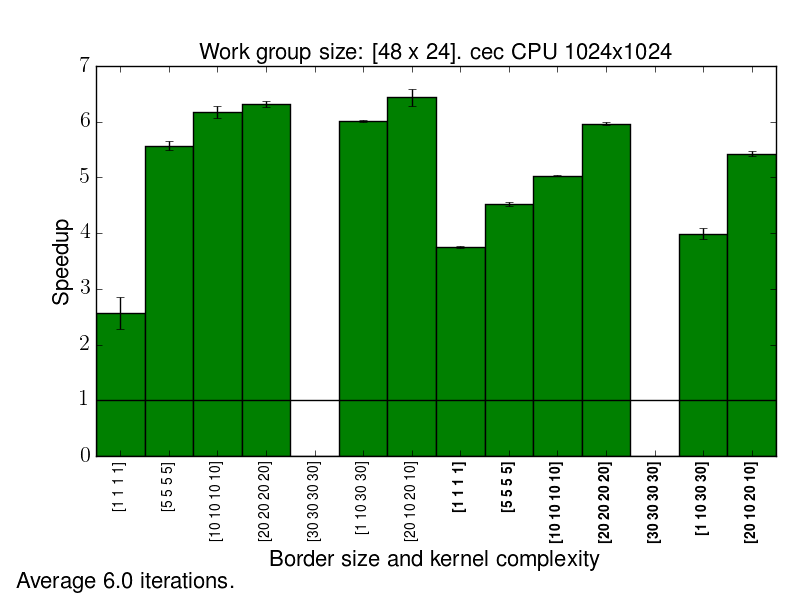 Work group size: [48 x 24]. cec CPU 1024x1024
7
6
5
4
3
2
1
0
Speedup
[1 1 1 1]
[5 5 5 5]
[10 10 10 10]
[20 20 20 20]
[30 30 30 30]
[1 10 30 30]
[20 10 20 10]
[1 1 1 1]
[5 5 5 5]
[10 10 10 10]
[20 20 20 20]
[30 30 30 30]
[1 10 30 30]
[20 10 20 10]
Border size and kernel complexity
Average 6.0 iterations.